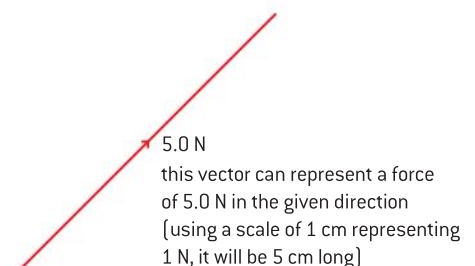 5.0 N
this vector can represent a force
of 5.0 N in the given direction
(using a scale of 1 cm representing
1 N, it will be 5 cm long)